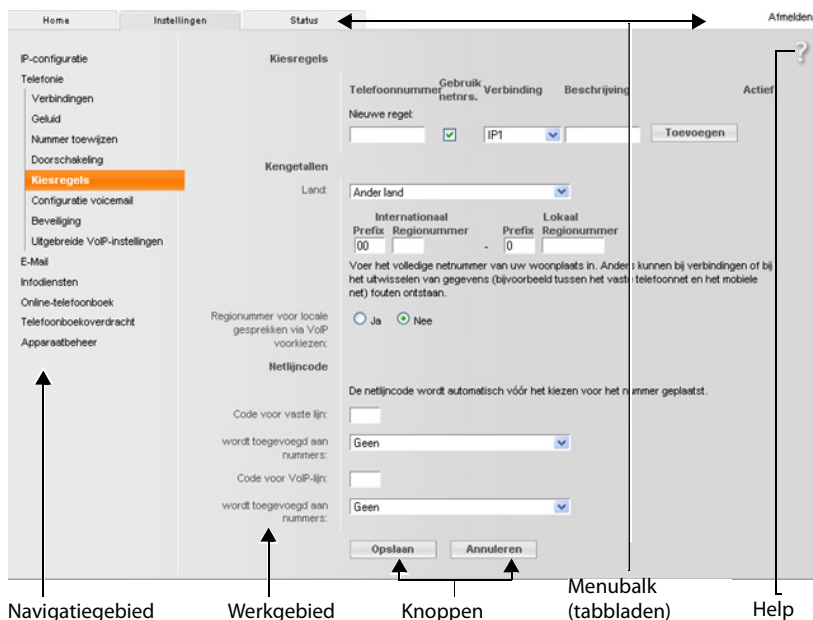 Home Instellingen Status Afmelden
IP-configuratie
Telefonie
Verbindingen
Geluid
Nummer toewijzen
Doorschakeling
Kiesregels
Configuratie voicemail
Beveiliging
Uitgebreide VoIP-instellingen
E-Mail
Infodiensten
Online-telefoonboek
Telefoonboekoverdracht
Apparaatbeheer
Kiesregels
Telefoonnummer Gebruik netnrs. Verbinding Beschrijving Actief
Nieuwe regel:
IP1 Toevoegen
Kengetallen
Land: Ander land
Internationaal Lokaal
Prefix Regionummer Prefix Regionummer
00 - 0
Voer het volledige netnummer van uw woonplaats in. Anders kunnen bij verbindingen of bij
het uitwisselen van gegevens (bijvoorbeeld tussen het vaste telefoonnet en het mobiele
net) fouten ontstaan.
Regionummer voor locale
gesprekken via VoIP
voorkiezen:
Ja Nee
Netlijncode
De netlijncode wordt automatisch vóór het kiezen voor het nummer geplaatst.
Code voor vaste lijn:
wordt toegevoegd aan
nummers:
Geen
Code voor VoIP-lijn:
wordt toegevoegd aan
nummers:
Geen
Opslaan Annuleren
?
Navigatiegebied Werkgebied Knoppen
Menubalk
(tabbladen)
Help